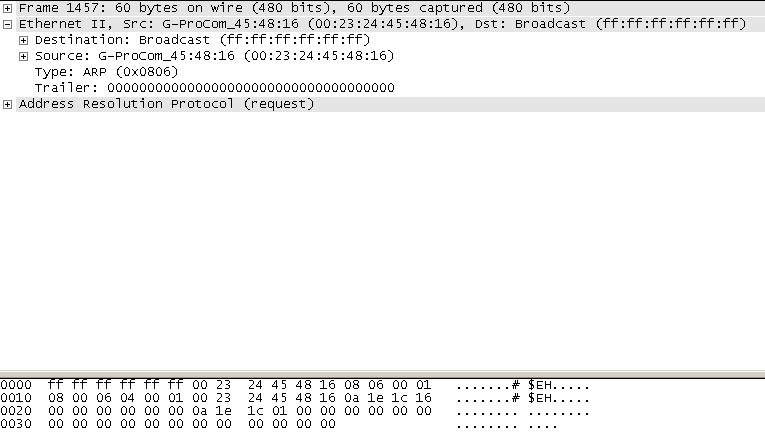 Frame 1457: 60 bytes on wire (480 bits), 60 bytes captured (480 bits)
Ethernet II, Src: G-ProCom_45:48:16 (00:23:24:45:48:16), Dst: Broadcast (ff:ff:ff:ff:ff:ff)
Destination: Broadcast (ff:ff:ff:ff:ff:ff)
Source: G-ProCom_45:48:16 (00:23:24:45:48:16)
Type: ARP (0x0806)
Trailer: 000000000000000000000000000000000000
Address Resolution Protocol (request)
0000 ff ff ff ff ff ff 00 23 24 45 48 16 08 06 00 01 .......# $EH.....
0010 08 00 06 04 00 01 00 23 24 45 48 16 0a 1e 1c 16 .......# $EH.....
0020 00 00 00 00 00 00 0a 1e 1c 01 00 00 00 00 00 00 ........ ........
0030 00 00 00 00 00 00 00 00 00 00 00 00 ........ ....